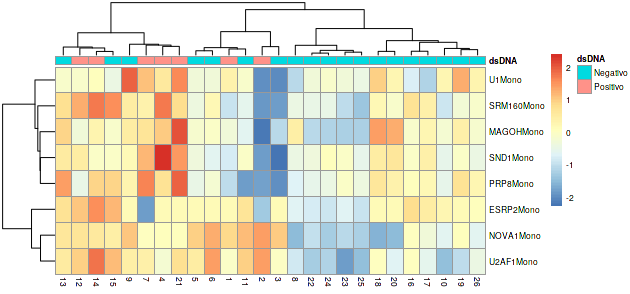 dsDNA
U1Mono
SRM160Mono
MAGOHMono
SND1Mono
PRP8Mono
ESRP2Mono
NOVA1Mono
U2AF1Mono
13 12 14 15 9 7 4 21 5 6 1 11 2 3 8 22 24 23 25 18 20 16 17 10 19 26
2
1
0
-1
-2
dsDNA
Negativo
Positivo